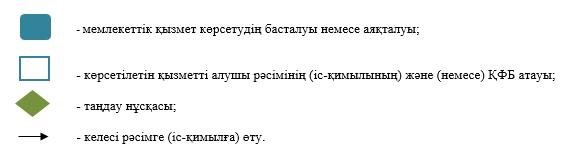 - мемлекеттік қызмет көрсетудің басталуы немесе аяқталуы;
- көрсетілетін қызметті алушы рәсімінің (іс-қимылының) және (немесе) ҚФБ атауы;
- таңдау нұсқасы;
- келесі рәсімге (іс-қимылға) өту.